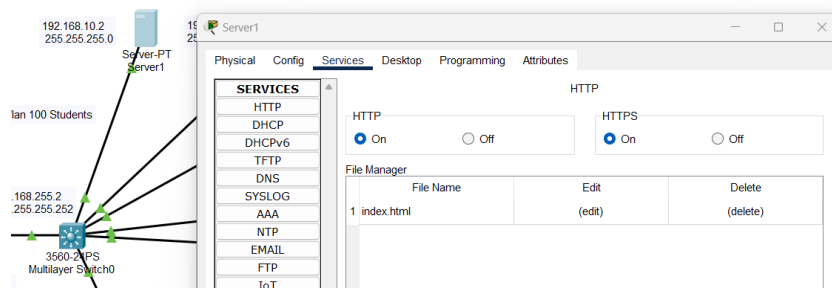 192.168.10.2
255.255.255.0
Server-PT
Server1
19
25
lan 100 Students
.168.255.2
.255.255.252
3560-24PS
Multilayer Switch0
Server1
Physical Config Services Desktop Programming Attributes
SERVICES
HTTP
DHCP
DHCPv6
TFTP
DNS
SYSLOG
AAA
NTP
EMAIL
FTP
IoT
HTTP
HTTP
On Off
HTTPS
On Off
File Manager
File Name Edit Delete
1 index.html (edit) (delete)